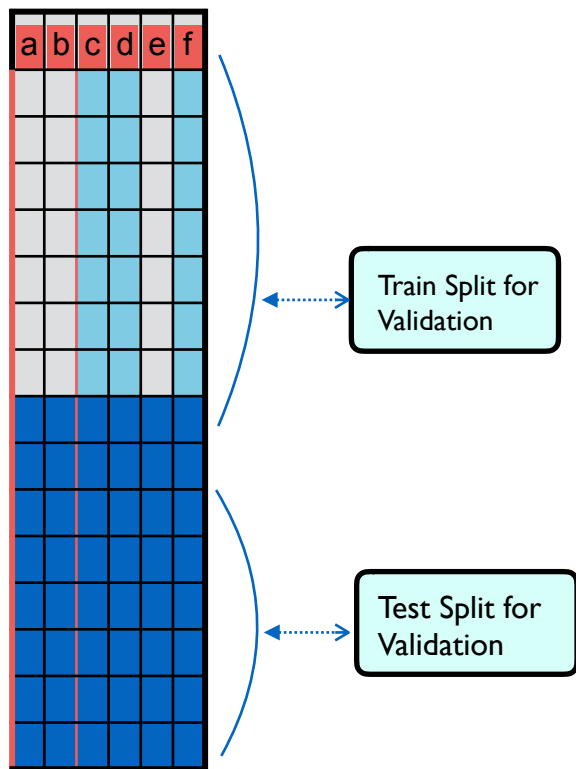 a b c d e f
Train Split for
Validation
Test Split for
Validation